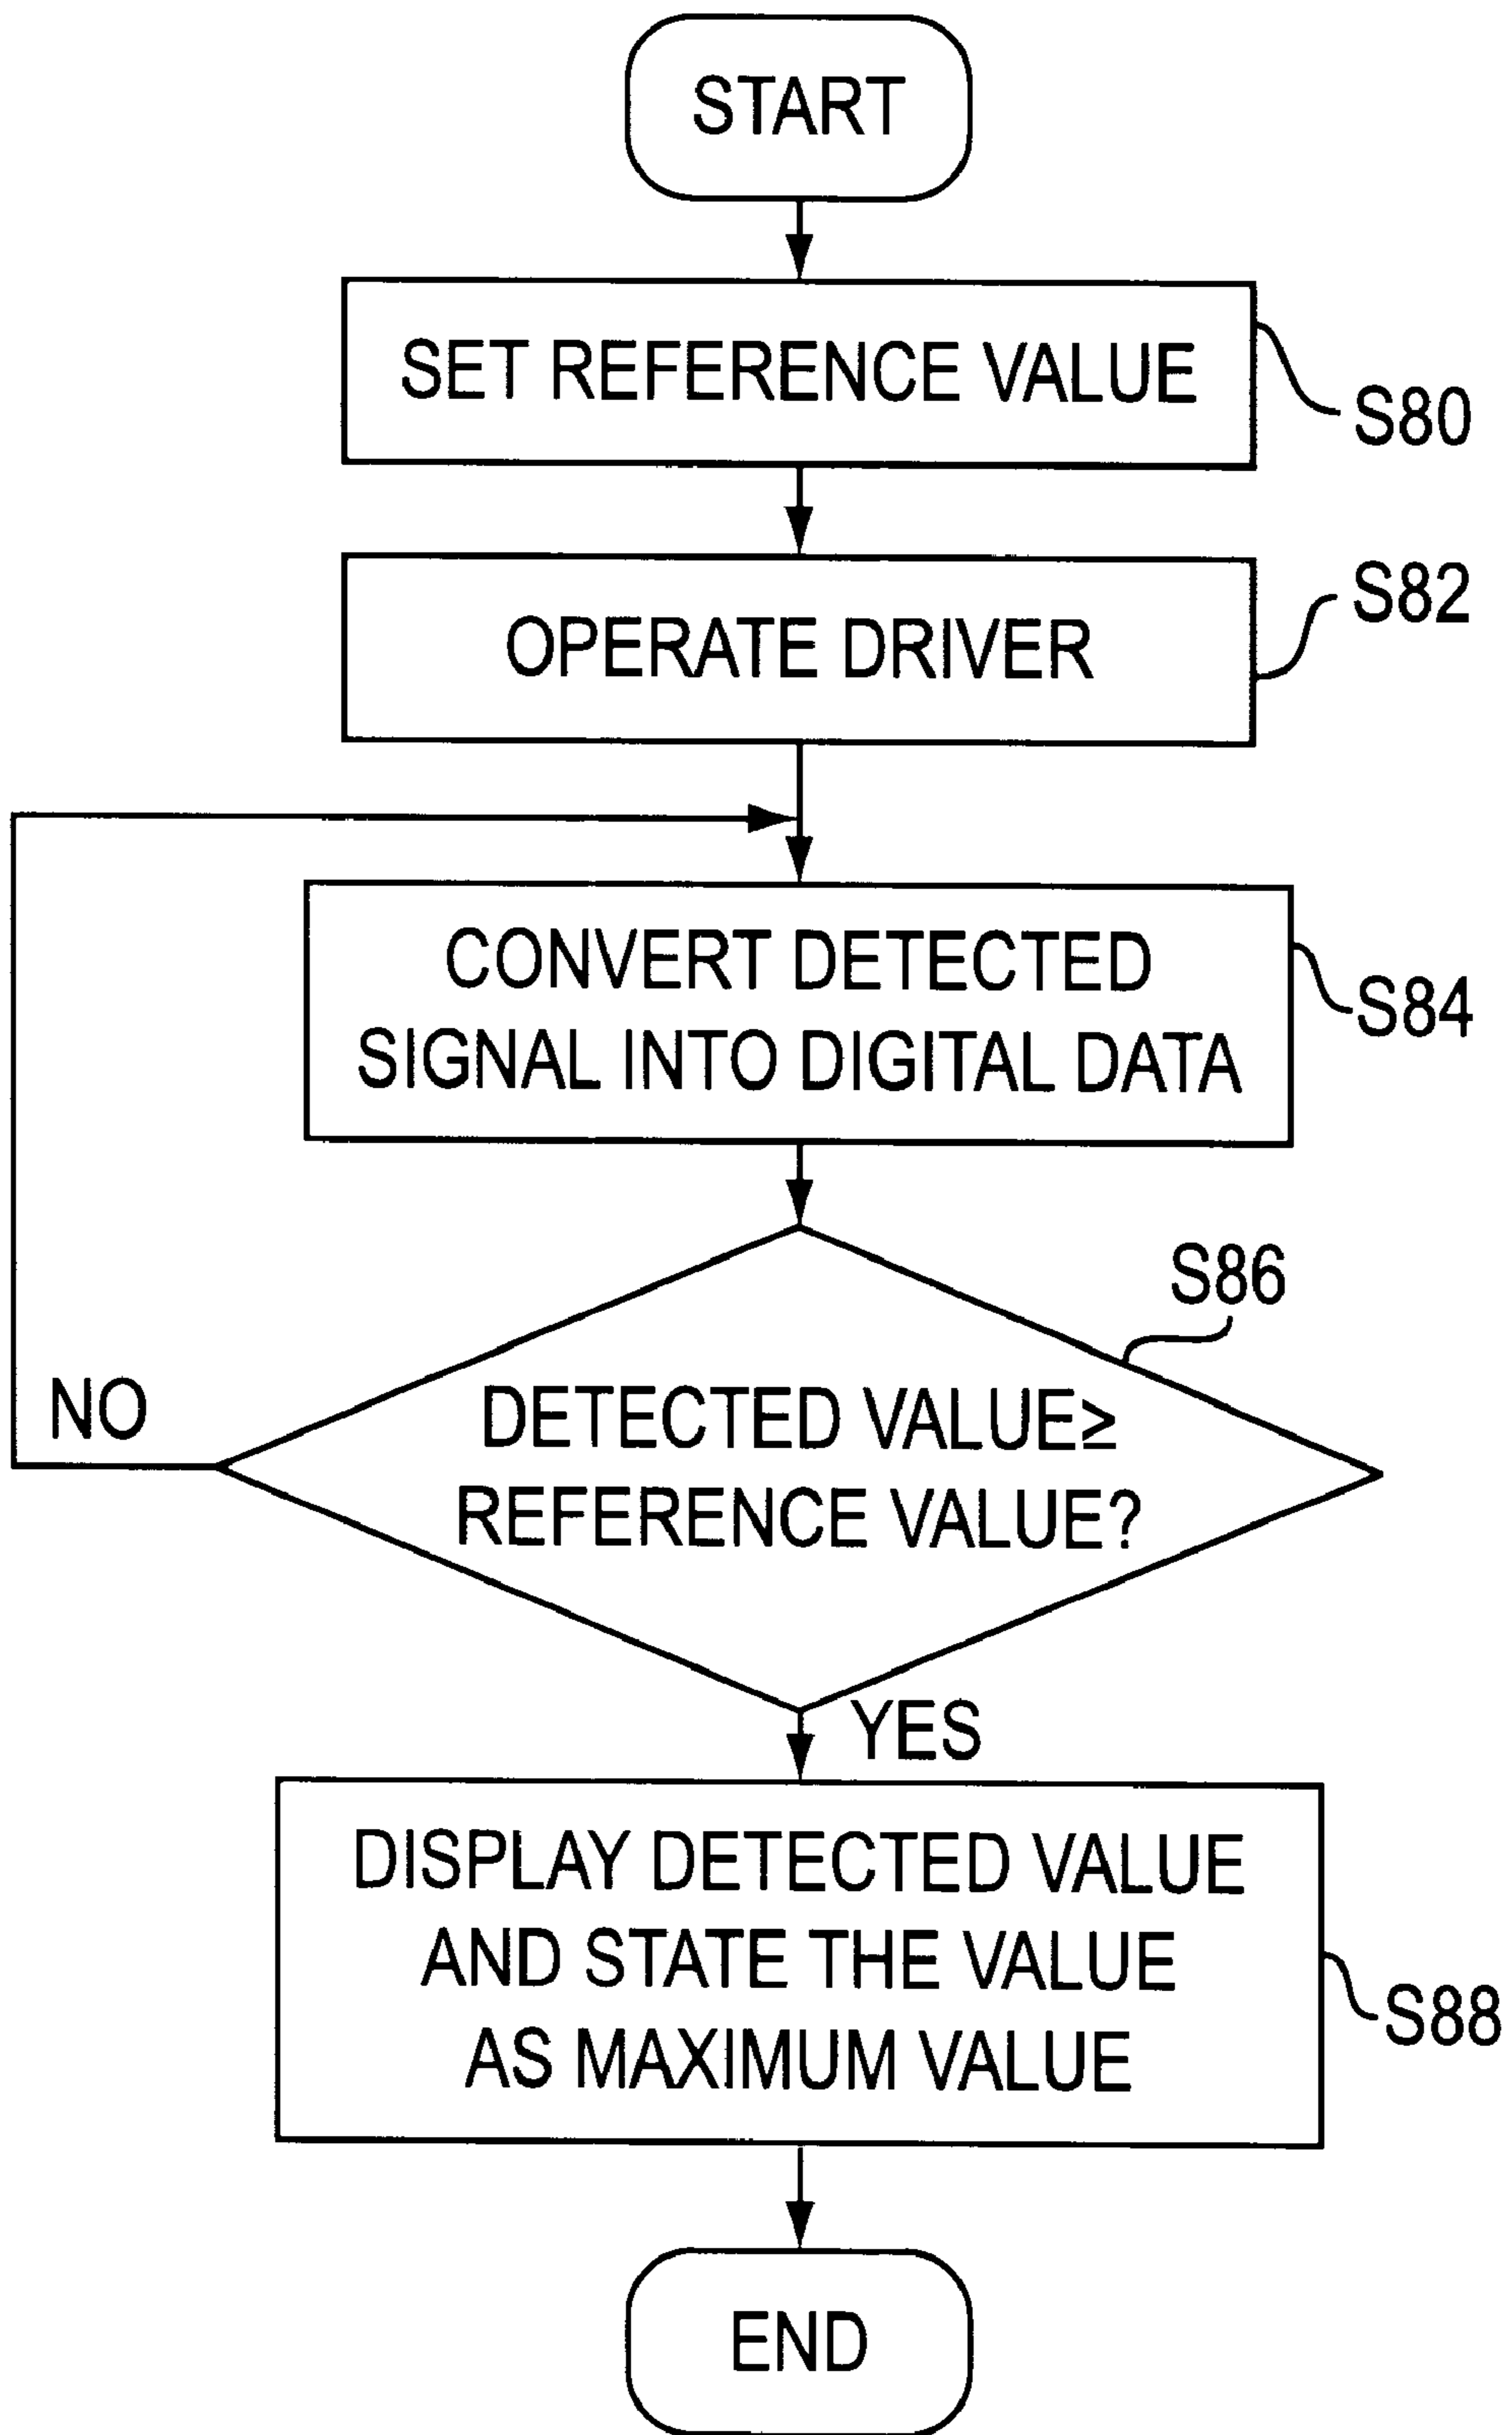 START
SET REFERENCE VALUE
S80
OPERATE DRIVER
S82
CONVERT DETECTED
SIGNAL INTO DIGITAL DATA
S84
S86
DETECTED VALUE≥
REFERENCE VALUE?
NO
YES
DISPLAY DETECTED VALUE
AND STATE THE VALUE
AS MAXIMUM VALUE
S88
END